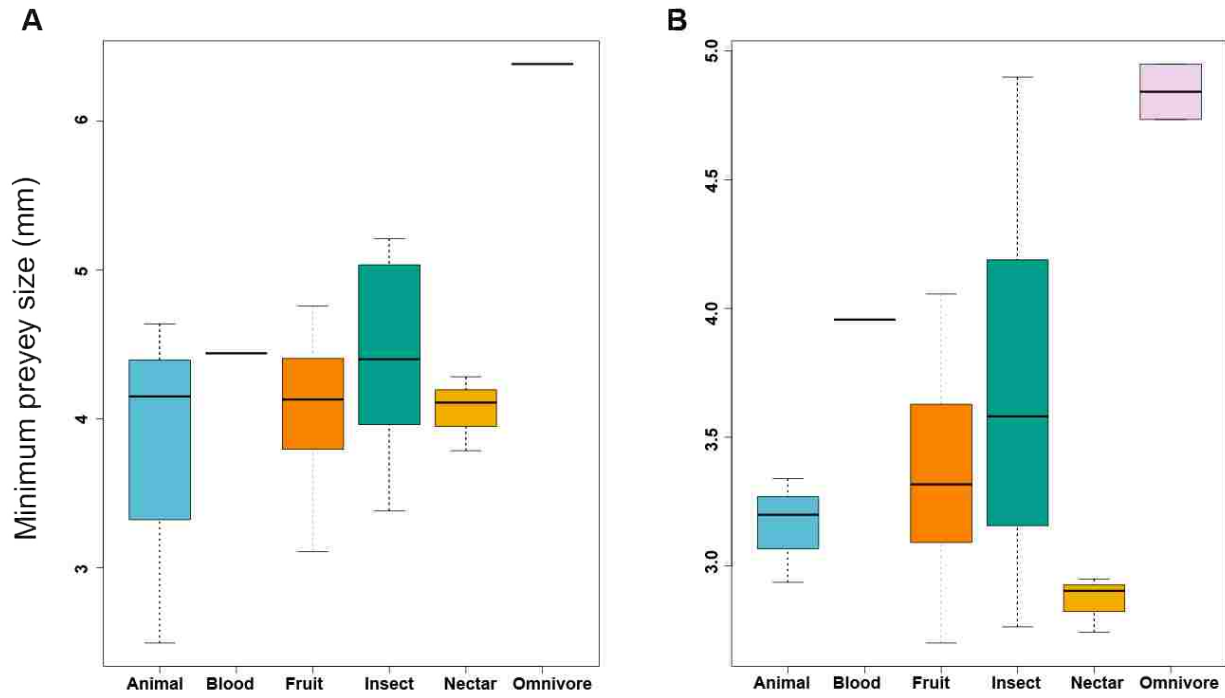 A
Minimum preyey size (mm)
6
5
4
3
Animal Blood Fruit Insect Nectar Omnivore
B
5.0
4.5
4.0
3.5
3.0
Animal Blood Fruit Insect Nectar Omnivore